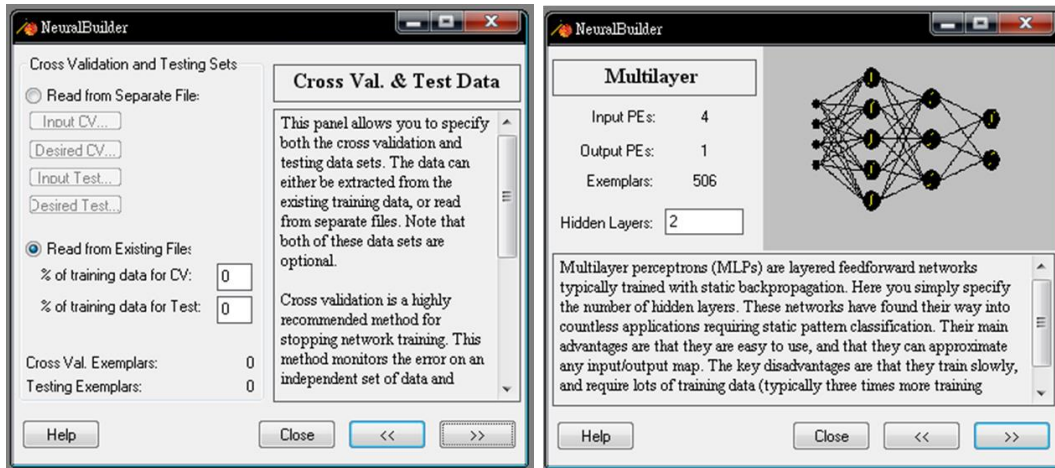 NeuralBuilder
Cross Validation and Testing Sets
Read from Separate File:
Input CV...
Desired CV...
Input Test...
Desired Test...
Read from Existing File:
% of training data for CV: 0
% of training data for Test: 0
Cross Val. Exemplars: 0
Testing Exemplars: 0
Cross Val. & Test Data
This panel allows you to specify
both the cross validation and
testing data sets. The data can
either be extracted from the
existing training data, or read
from separate files. Note that
both of these data sets are
optional.
Cross validation is a highly
recommended method for
stopping network training. This
method monitors the error on an
independent set of data and
Help
Close
<<
>>
NeuralBuilder
Multilayer
Input PEs: 4
Output PEs: 1
Exemplars: 506
Hidden Layers: 2
Multilayer perceptrons (MLPs) are layered feedforward networks
typically trained with static backpropagation. Here you simply specify
the number of hidden layers. These networks have found their way into
countless applications requiring static pattern classification. Their main
advantages are that they are easy to use, and that they can approximate
any input/output map. The key disadvantages are that they train slowly,
and require lots of training data (typically three times more training
Help
Close
<<
>>